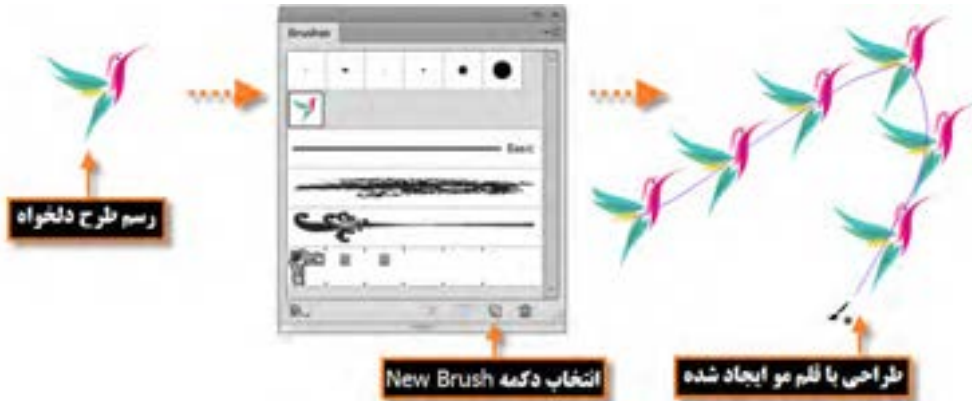 Brushes
Basic
رسم طرح دلخواه
انتخاب دکمه New Brush
طراحی با قلم مو ایجاد شده